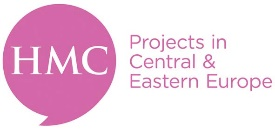 HMC
Projects in
Central &
Eastern Europe